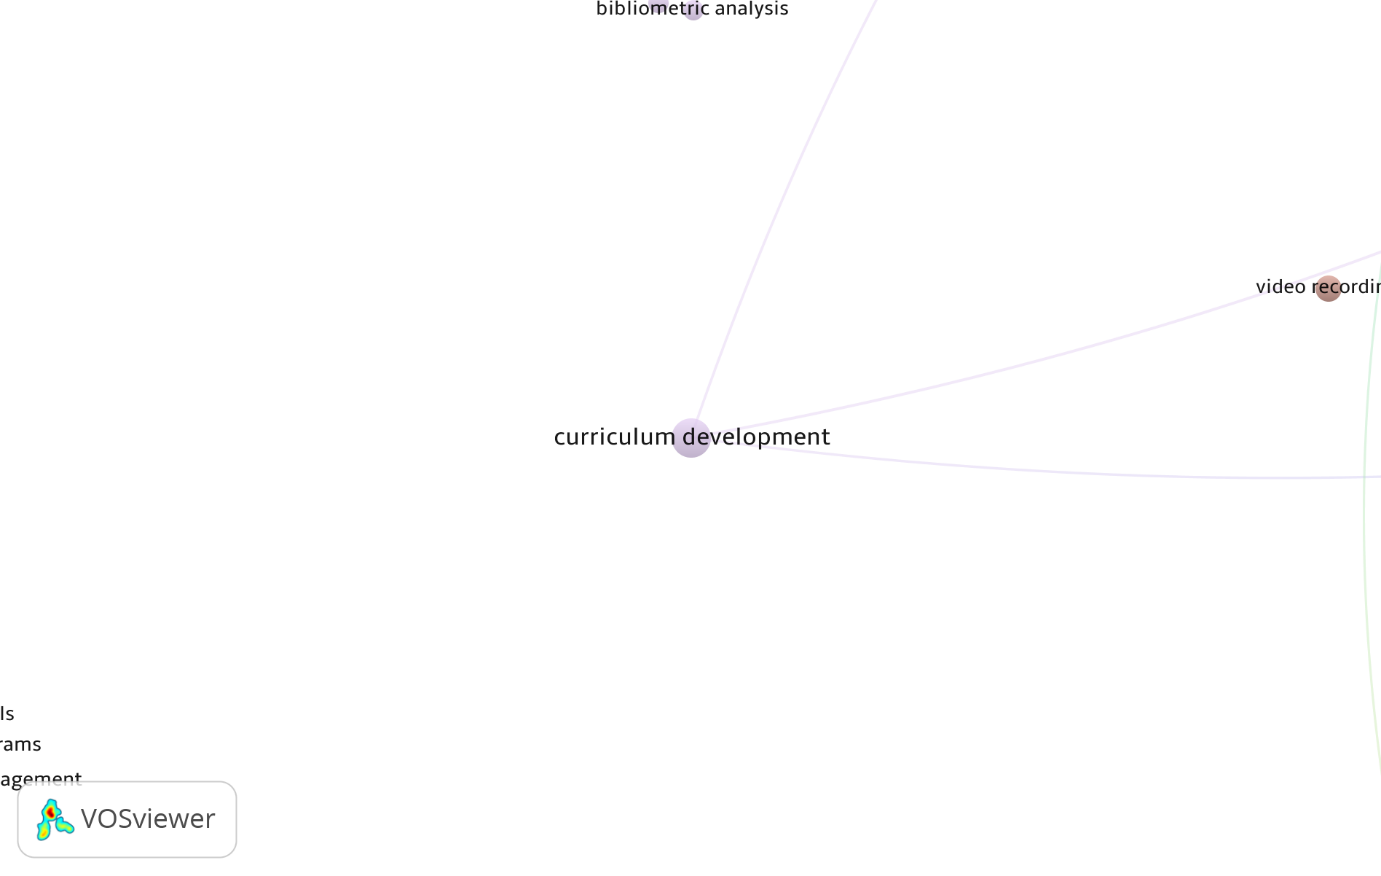 bibliometric analysis
video recordin
curriculum development
ls
rams
agement
VOSviewer